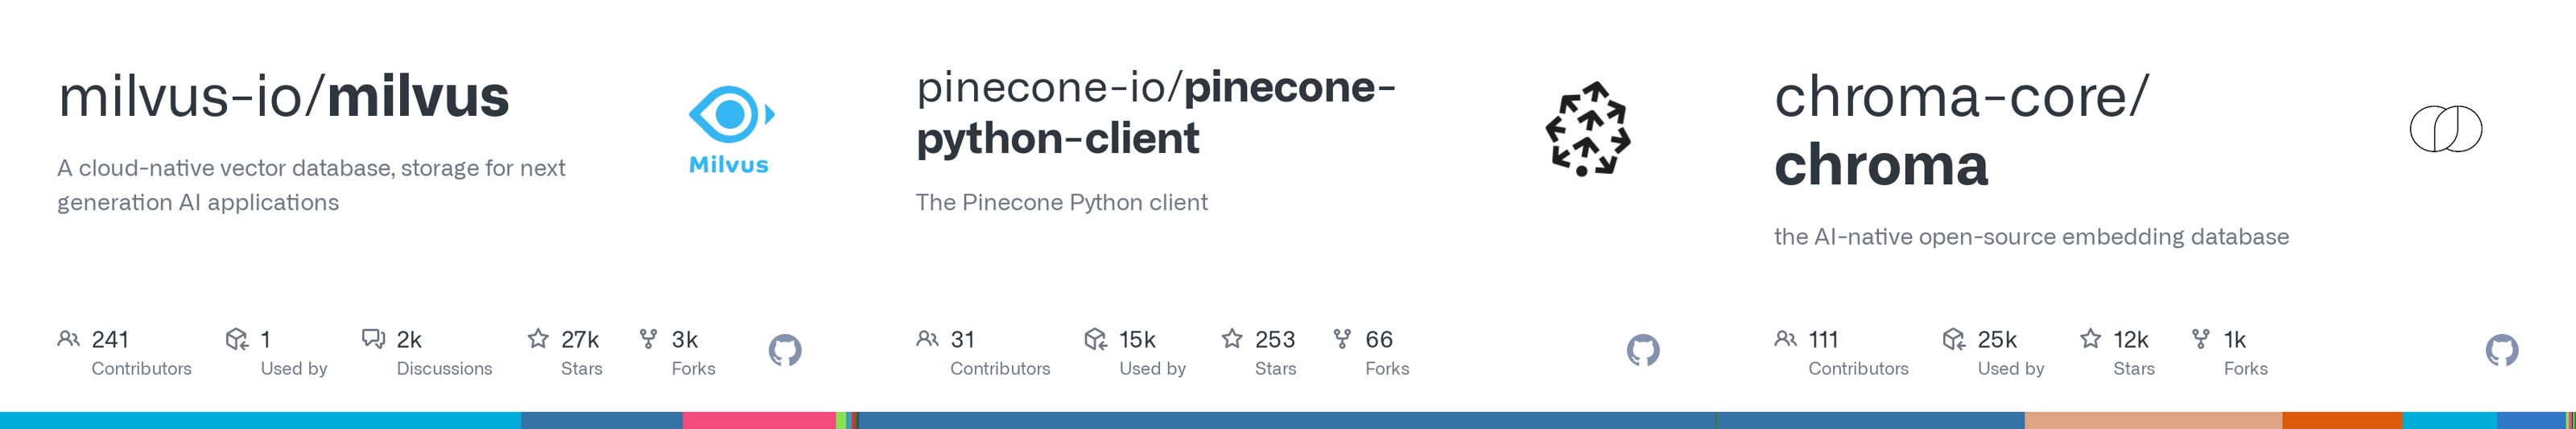 milvus-io/milvus
A cloud-native vector database, storage for next
generation AI applications
Milvus
241
Contributors
1
Used by
2k
Discussions
27k
Stars
3k
Forks
pinecone-io/pinecone-
python-client
The Pinecone Python client
31
Contributors
15k
Used by
253
Stars
66
Forks
chroma-core/
chroma
the AI-native open-source embedding database
111
Contributors
25k
Used by
12k
Stars
1k
Forks